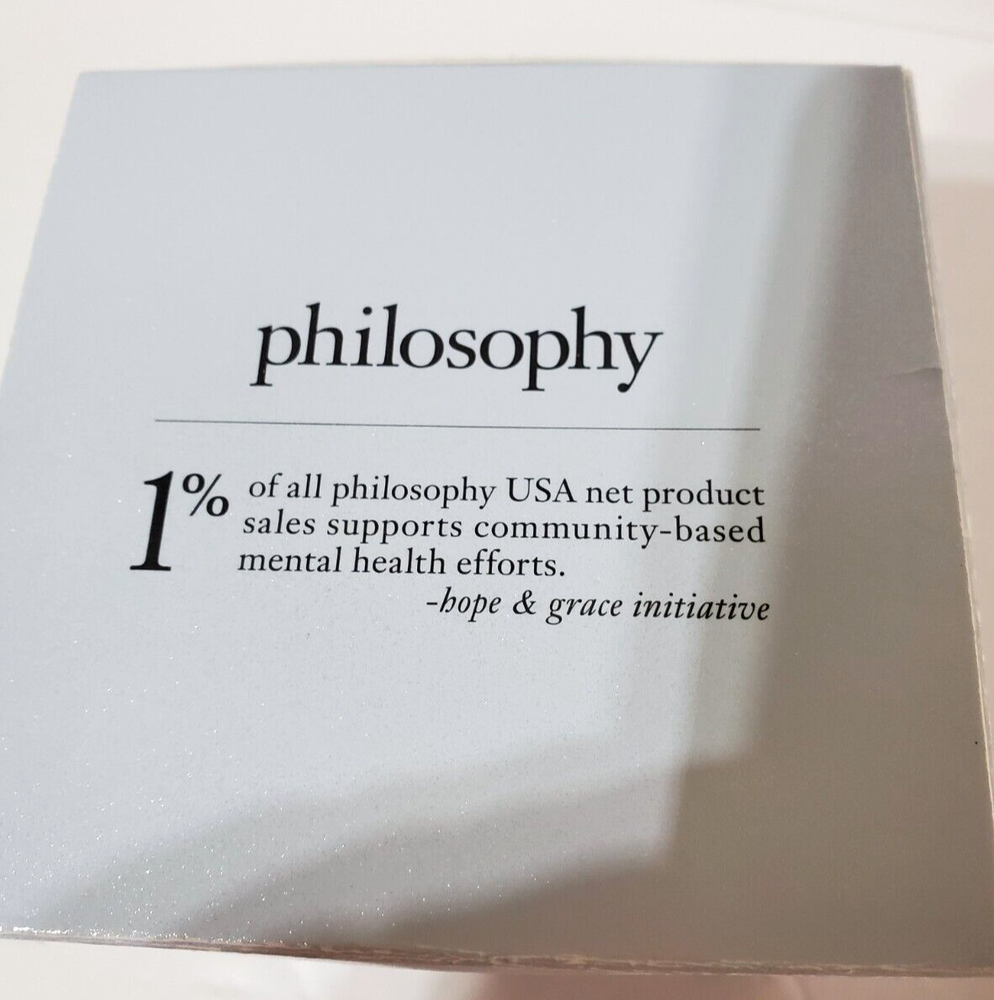 philosophy
1% of all philosophy USA net product
sales supports community-based
mental health efforts.
-hope & grace initiative